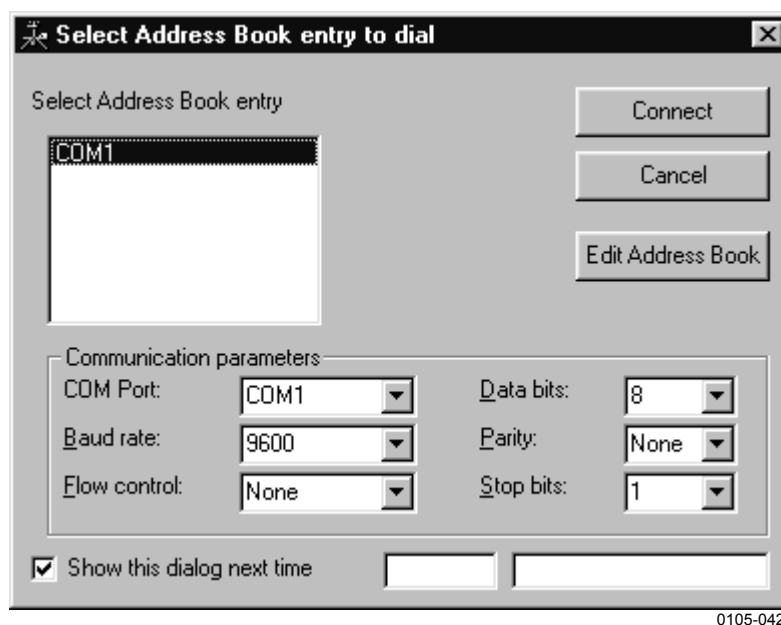 Select Address Book entry to dial
Select Address Book entry
Connect
COM1
Cancel
Edit Address Book
Communication parameters
COM Port: COM1 Data bits: 8
Baud rate: 9600 Parity: None
Flow control: None Stop bits: 1
Show this dialog next time
0105-042